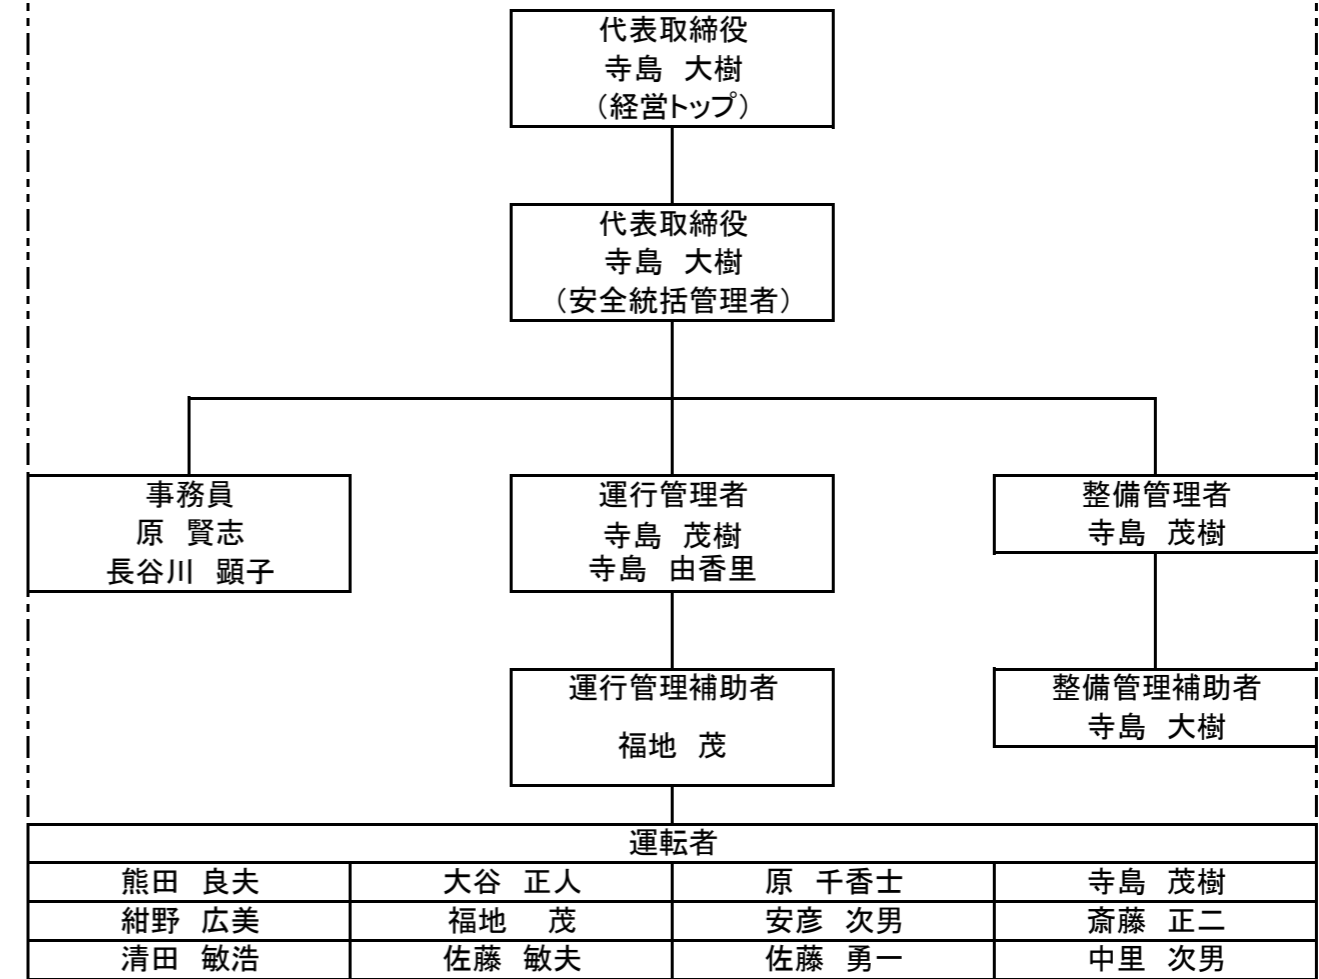 代表取締役
寺島　大樹
（経営トップ）
代表取締役
寺島　大樹
（安全統括管理者）
事務員
原　賢志
長谷川　顕子
運行管理者
寺島　茂樹
寺島　由香里
整備管理者
寺島　茂樹
運行管理補助者
福地　茂
整備管理補助者
寺島　大樹
運転者
熊田　良夫　大谷　正人　原　千香士　寺島　茂樹
紺野　広美　福地　茂　安彦　次男　斎藤　正二
清田　敏浩　佐藤　敏夫　佐藤　勇一　中里　次男